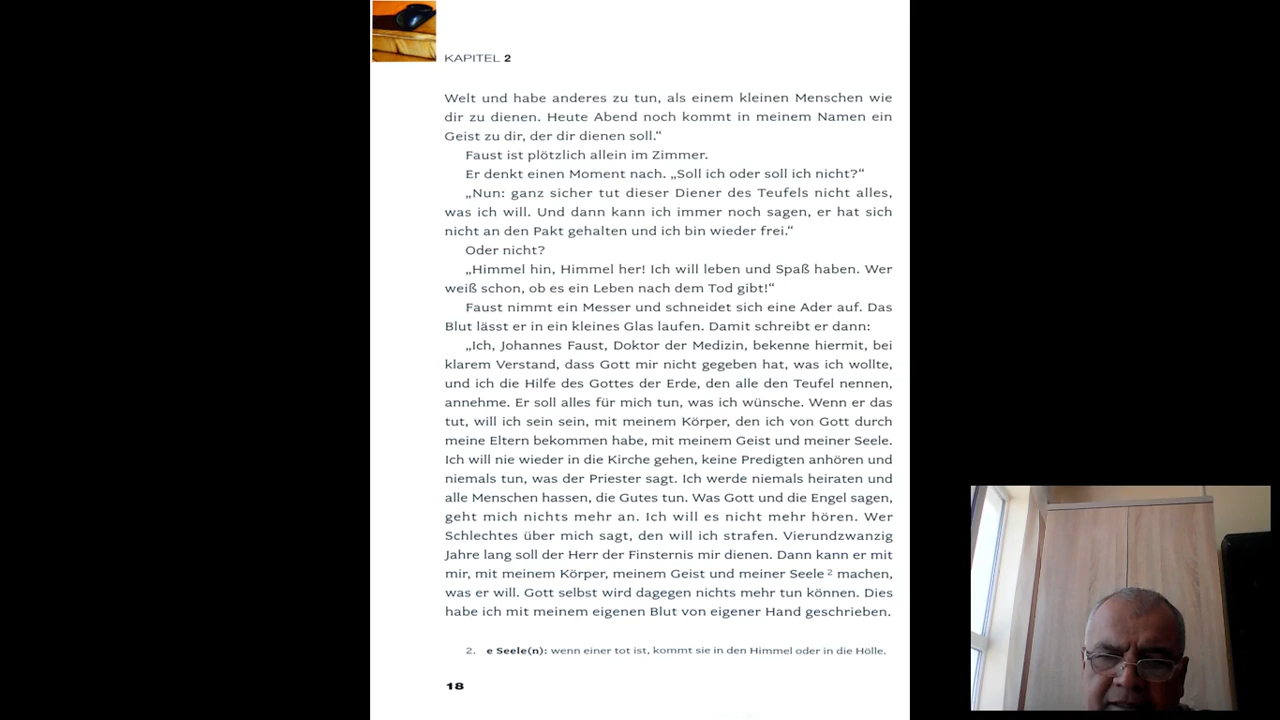 KAPITEL 2
Welt und habe anderes zu tun, als einem kleinen Menschen wie
dir zu dienen. Heute Abend noch kommt in meinem Namen ein
Geist zu dir, der dir dienen soll.“
Faust ist plötzlich allein im Zimmer.
Er denkt einen Moment nach. „Soll ich oder soll ich nicht?“
„Nun: ganz sicher tut dieser Diener des Teufels nicht alles,
was ich will. Und dann kann ich immer noch sagen, er hat sich
nicht an den Pakt gehalten und ich bin wieder frei.“
Oder nicht?
„Himmel hin, Himmel her! Ich will leben und Spaß haben. Wer
weiß schon, ob es ein Leben nach dem Tod gibt!“
Faust nimmt ein Messer und schneidet sich eine Ader auf. Das
Blut lässt er in ein kleines Glas laufen. Damit schreibt er dann:
„Ich, Johannes Faust, Doktor der Medizin, bekenne hiermit, bei
klarem Verstand, dass Gott mir nicht gegeben hat, was ich wollte,
und ich die Hilfe des Gottes der Erde, den alle den Teufel nennen,
annehme. Er soll alles für mich tun, was ich wünsche. Wenn er das
tut, will ich sein sein, mit meinem Körper, den ich von Gott durch
meine Eltern bekommen habe, mit meinem Geist und meiner Seele.
Ich will nie wieder in die Kirche gehen, keine Predigten anhören und
niemals tun, was der Priester sagt. Ich werde niemals heiraten und
alle Menschen hassen, die Gutes tun. Was Gott und die Engel sagen,
geht mich nichts mehr an. Ich will es nicht mehr hören. Wer
Schlechtes über mich sagt, den will ich strafen. Vierundzwanzig
Jahre lang soll der Herr der Finsternis mir dienen. Dann kann er mit
mir, mit meinem Körper, meinem Geist und meiner Seele 2 machen,
was er will. Gott selbst wird dagegen nichts mehr tun können. Dies
habe ich mit meinem eigenen Blut von eigener Hand geschrieben.
2. e Seele(n): wenn einer tot ist, kommt sie in den Himmel oder in die Hölle.
18